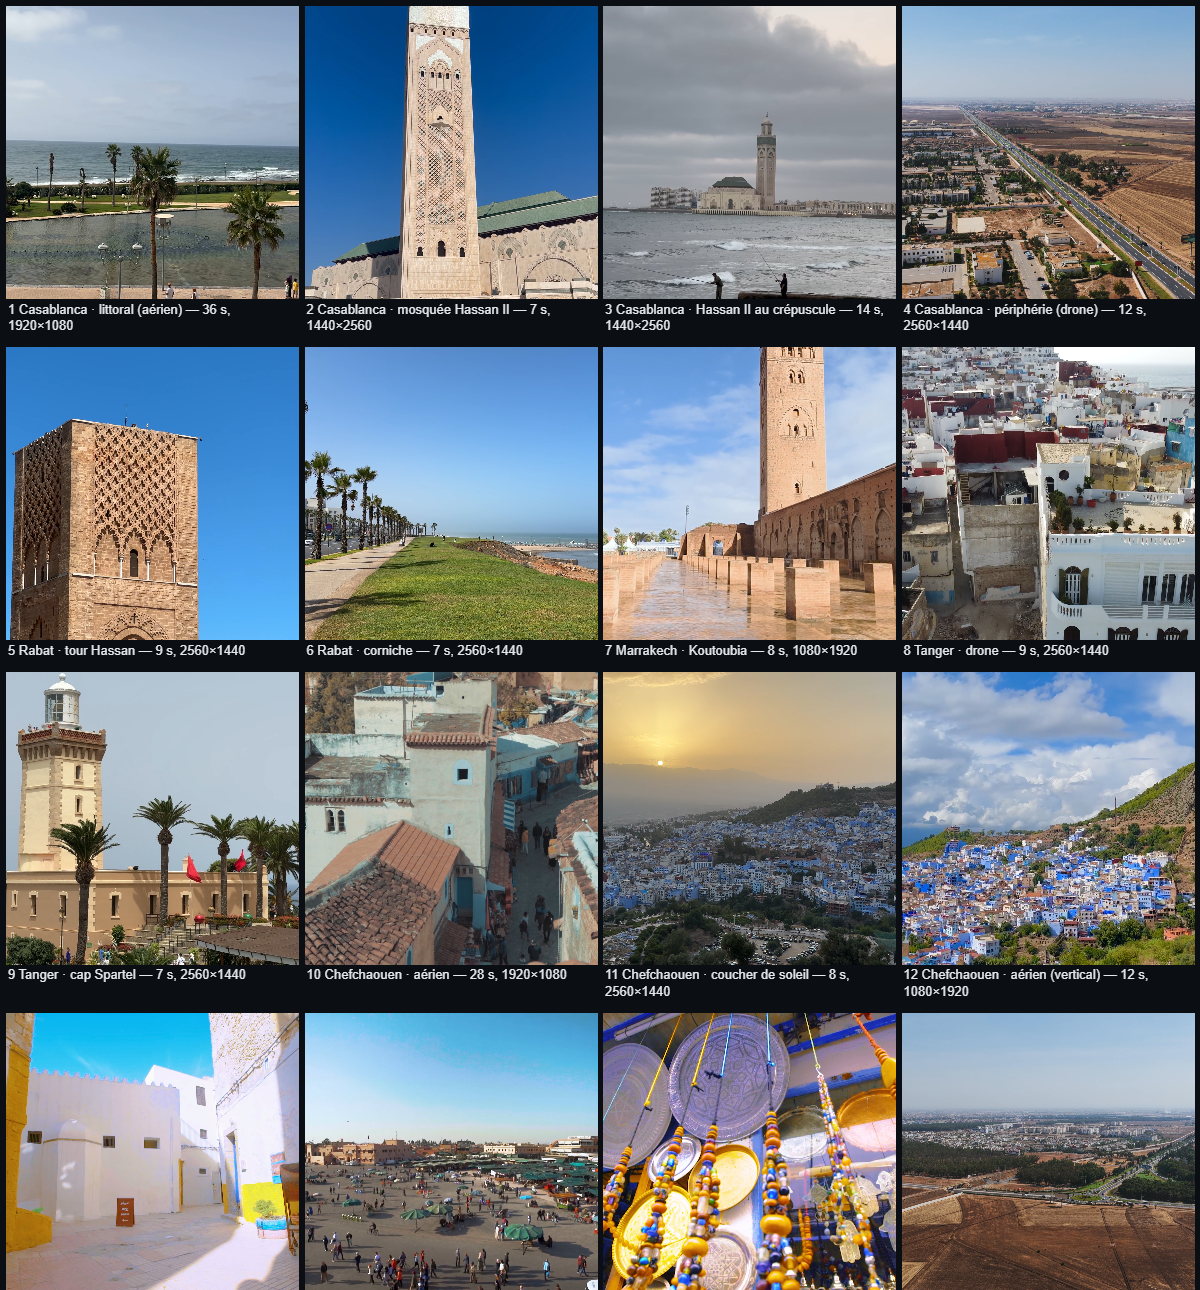 1 Casablanca · littoral (aérien) — 36 s,
1920×1080
2 Casablanca · mosquée Hassan II — 7 s,
1440×2560
3 Casablanca · Hassan II au crépuscule — 14 s,
1440×2560
4 Casablanca · périphérie (drone) — 12 s,
2560×1440
5 Rabat · tour Hassan — 9 s, 2560×1440
6 Rabat · corniche — 7 s, 2560×1440
7 Marrakech · Koutoubia — 8 s, 1080×1920
8 Tanger · drone — 9 s, 2560×1440
9 Tanger · cap Spartel — 7 s, 2560×1440
10 Chefchaouen · aérien — 28 s, 1920×1080
11 Chefchaouen · coucher de soleil — 8 s,
2560×1440
12 Chefchaouen · aérien (vertical) — 12 s,
1080×1920